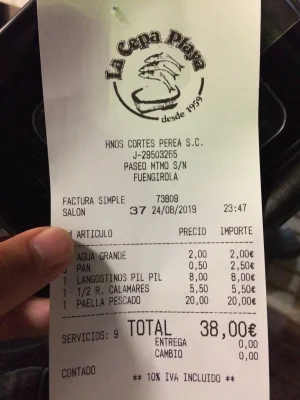 La Cepa Playa
desde 1959
HNOS CORTES PEREA S.C.
J-29503265
PASEO MTMO S/N
FUENGIROLA
FACTURA SIMPLE 73809
SALON 37 24/08/2019 23:47
ARTICULO PRECIO IMPORTE
AGUA GRANDE 2,00 2,00€
PAN 0,50 2,50€
1 LANGOSTINOS PIL PIL 8,00 8,00€
1 1/2 R. CALAMARES 5,50 5,50€
1 PAELLA PESCADO 20,00 20,00€
SERVICIOS: 9 TOTAL 38,00€
ENTREGA 0,00
CAMBIO 0,00
CONTADO
** 10% IVA INCLUIDO **